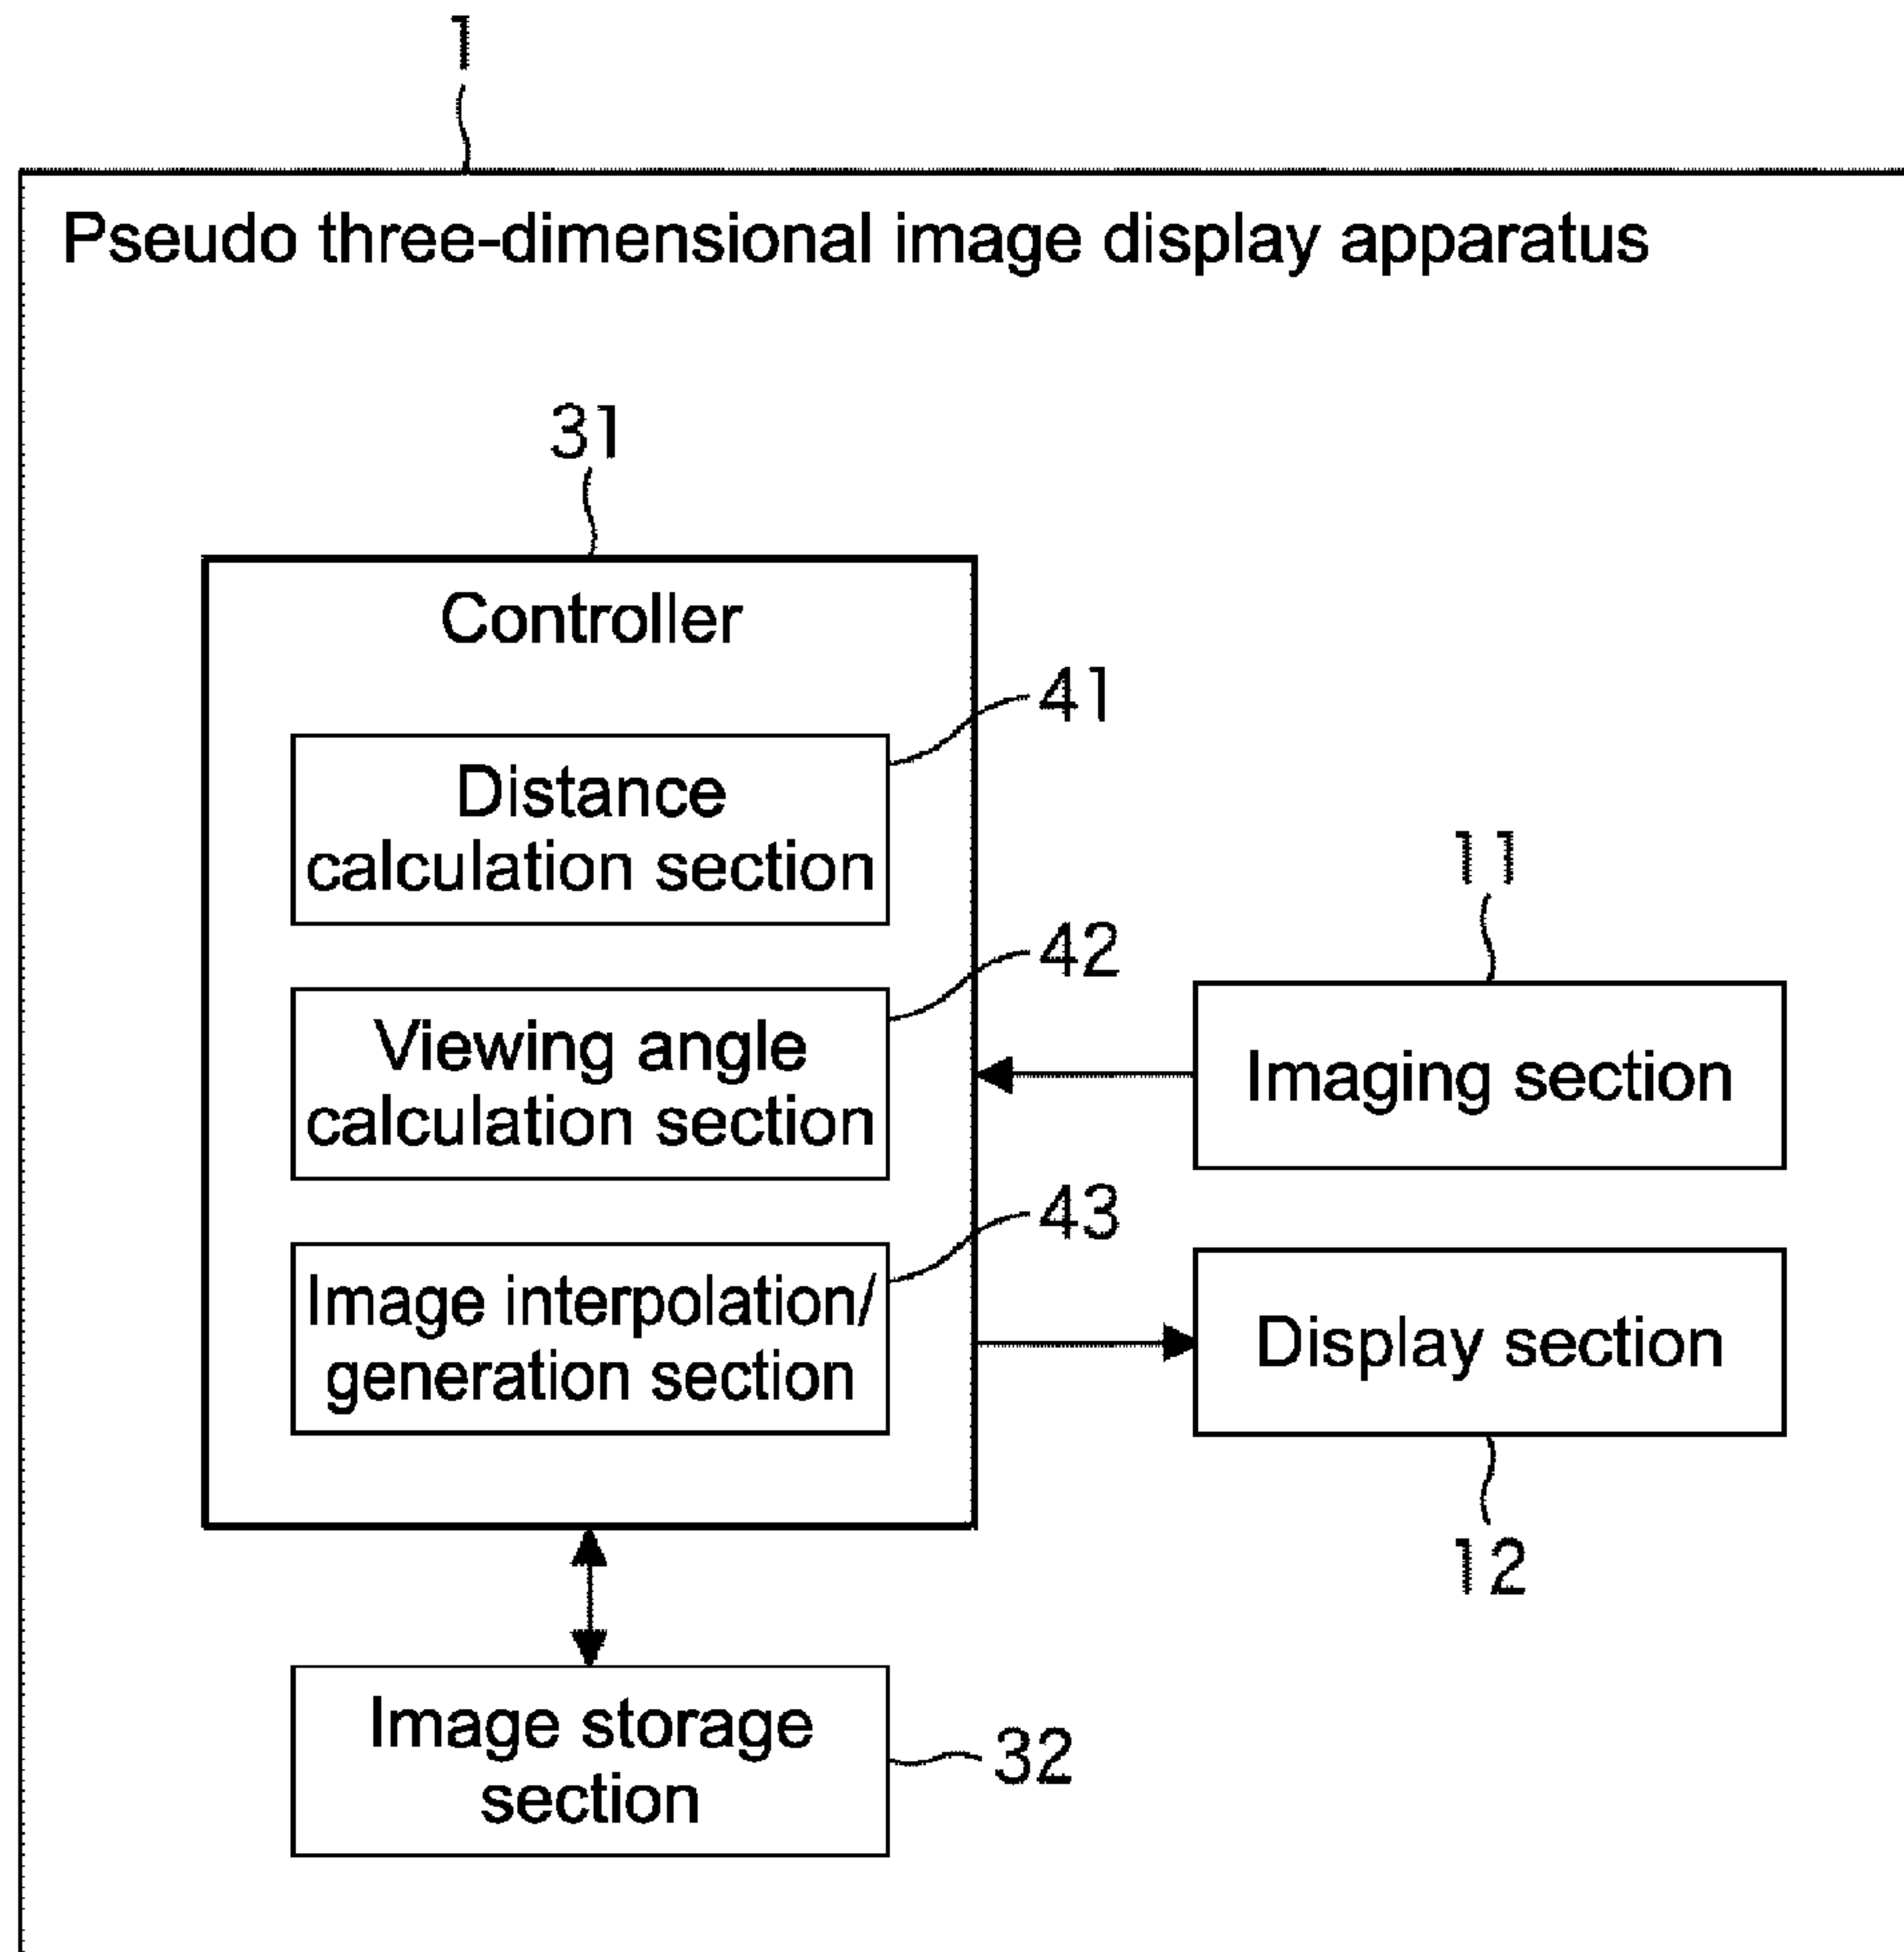 1
Pseudo three-dimensional image display apparatus
31
Controller
41
Distance
calculation section
42
Viewing angle
calculation section
43
Image interpolation/
generation section
11
Imaging section
Display section
12
Image storage
section
32